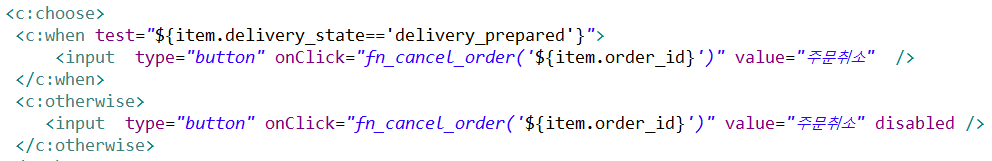 <c:choose>
<c:when test="${item.delivery_state=='delivery_prepared'}">
<input  type="button" onClick="fn_cancel_order('${item.order_id}')" value="주문취소"  />
</c:when>
<c:otherwise>
<input  type="button" onClick="fn_cancel_order('${item.order_id}')" value="주문취소" disabled />
</c:otherwise>